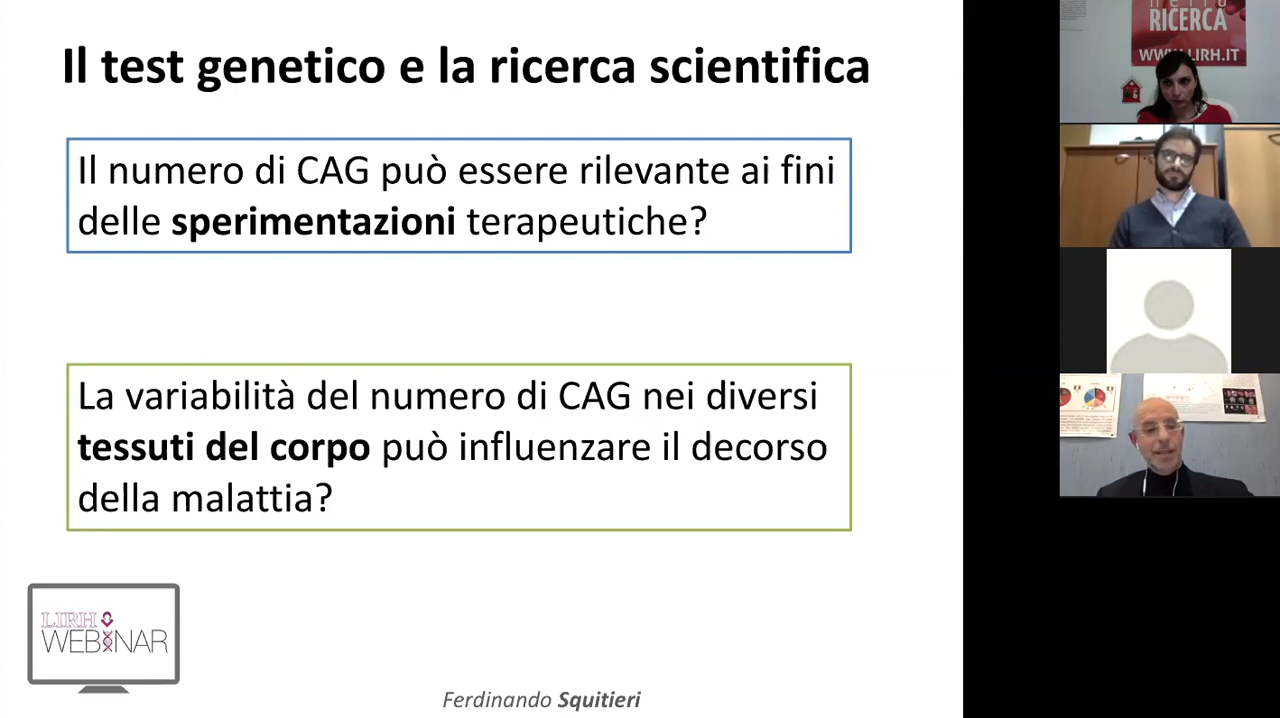 Il test genetico e la ricerca scientifica
Il numero di CAG può essere rilevante ai fini
delle sperimentazioni terapeutiche?
La variabilità del numero di CAG nei diversi
tessuti del corpo può influenzare il decorso
della malattia?
LIRH
WEBINAR
Ferdinando Squitieri
RICERCA
WWW.LIRH.IT